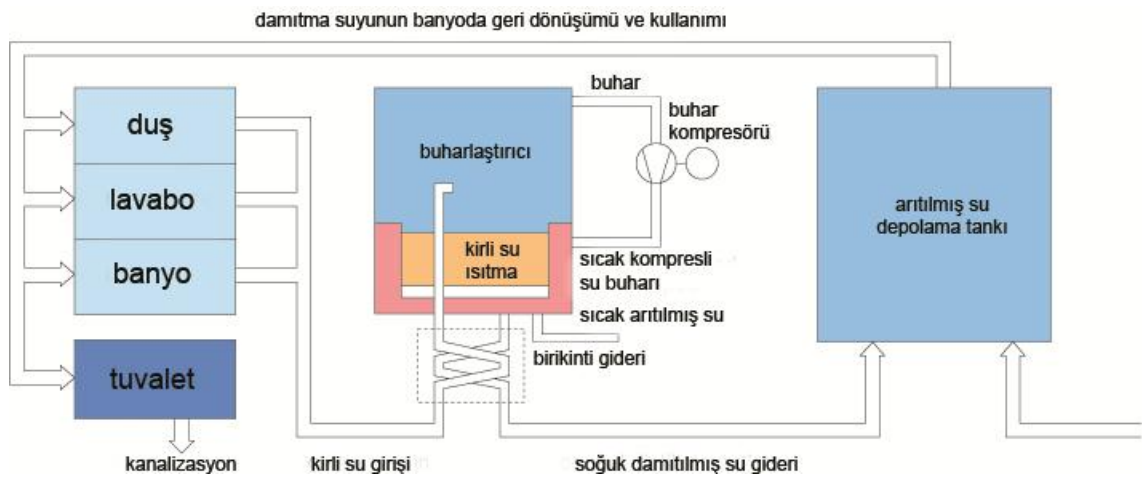 damıtma suyunun banyoda geri dönüşümü ve kullanımı
duş
lavabo
banyo
tuvalet
kanalizasyon
kirli su girişi
buharlaştırıcı
kirli su
ısıtma
buhar
buhar
kompresörü
sıcak kompresli
su buharı
sıcak arıtılmış su
birikinti gideri
soğuk damıtılmış su gideri
arıtılmış su
depolama tankı